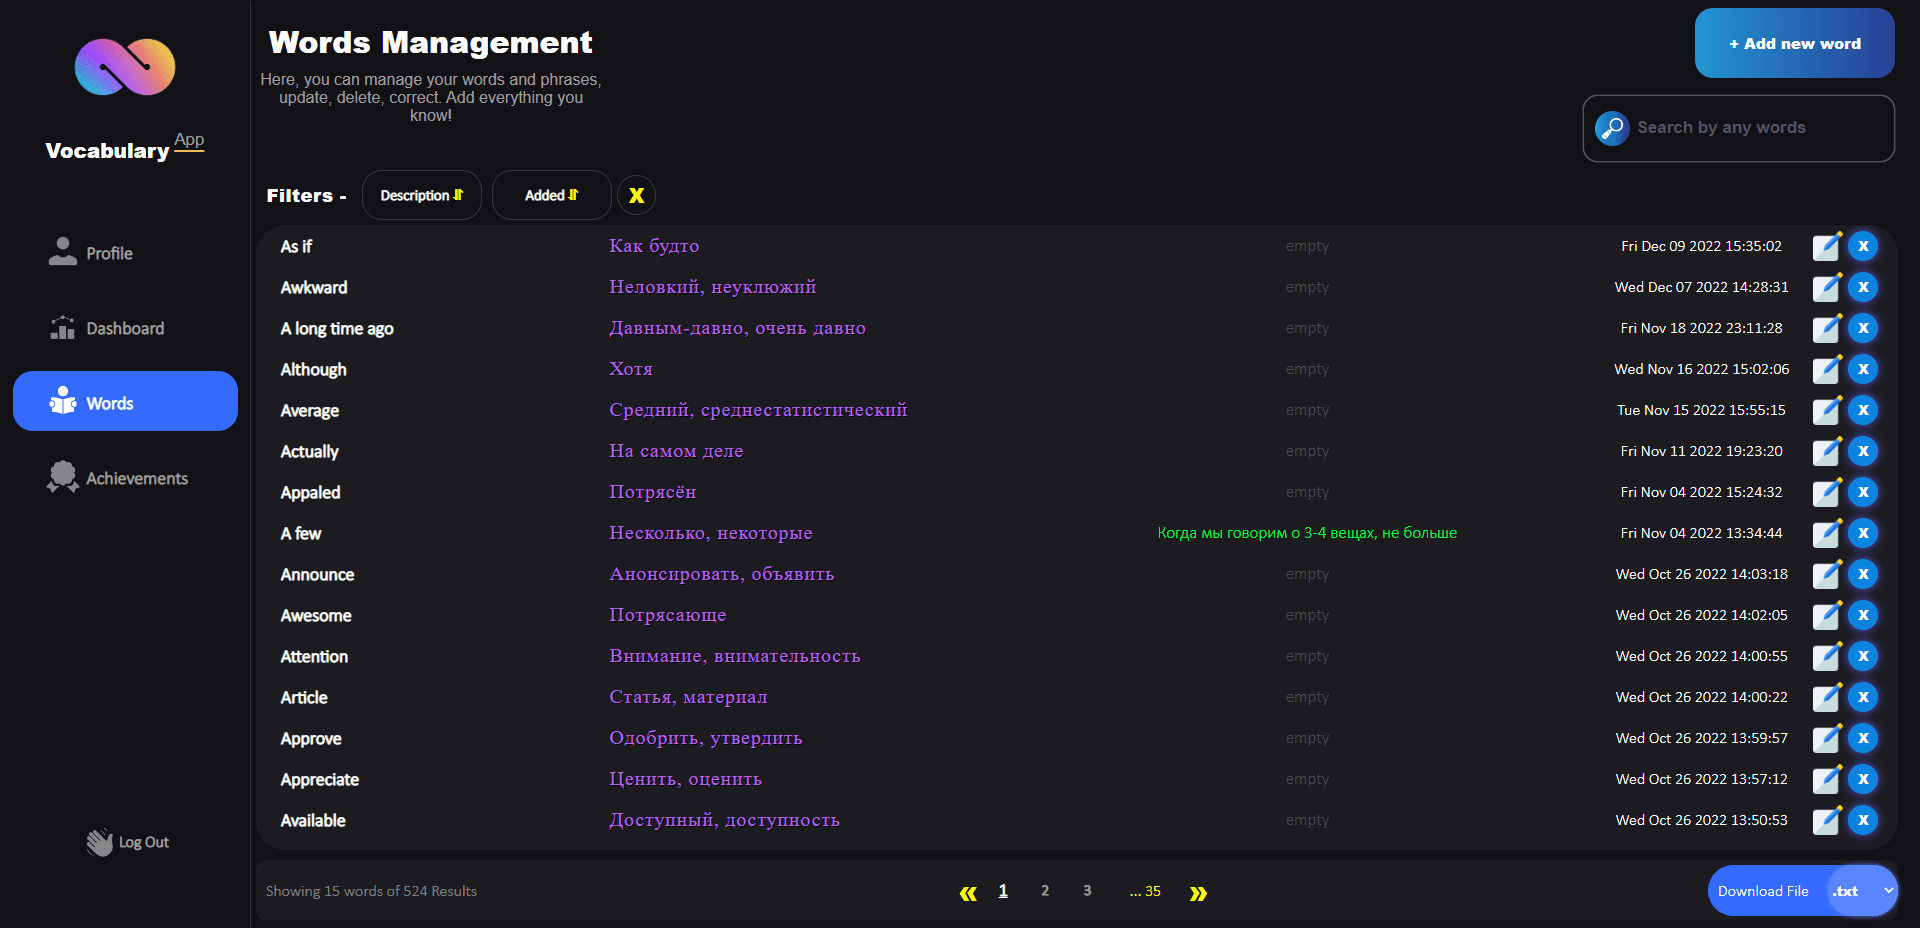 Vocabulary App
Profile
Dashboard
Words
Achievements
Log Out
Words Management
Here, you can manage your words and phrases,
update, delete, correct. Add everything you
know!
+ Add new word
Search by any words
Filters - Description Added X
As if Как будто empty Fri Dec 09 2022 15:35:02 X
Awkward Неловкий, неуклюжий empty Wed Dec 07 2022 14:28:31 X
A long time ago Давным-давно, очень давно empty Fri Nov 18 2022 23:11:28 X
Although Хотя empty Wed Nov 16 2022 15:02:06 X
Average Средний, среднестатистический empty Tue Nov 15 2022 15:55:15 X
Actually На самом деле empty Fri Nov 11 2022 19:23:20 X
Appaled Потрясён empty Fri Nov 04 2022 15:24:32 X
A few Несколько, некоторые Когда мы говорим о 3-4 вещах, не больше Fri Nov 04 2022 13:34:44 X
Announce Анонсировать, объявить empty Wed Oct 26 2022 14:03:18 X
Awesome Потрясающе empty Wed Oct 26 2022 14:02:05 X
Attention Внимание, внимательность empty Wed Oct 26 2022 14:00:55 X
Article Статья, материал empty Wed Oct 26 2022 14:00:22 X
Approve Одобрить, утвердить empty Wed Oct 26 2022 13:59:57 X
Appreciate Ценить, оценить empty Wed Oct 26 2022 13:57:12 X
Available Доступный, доступность empty Wed Oct 26 2022 13:50:53 X
Showing 15 words of 524 Results « 1 2 3 ... 35 » Download File .txt